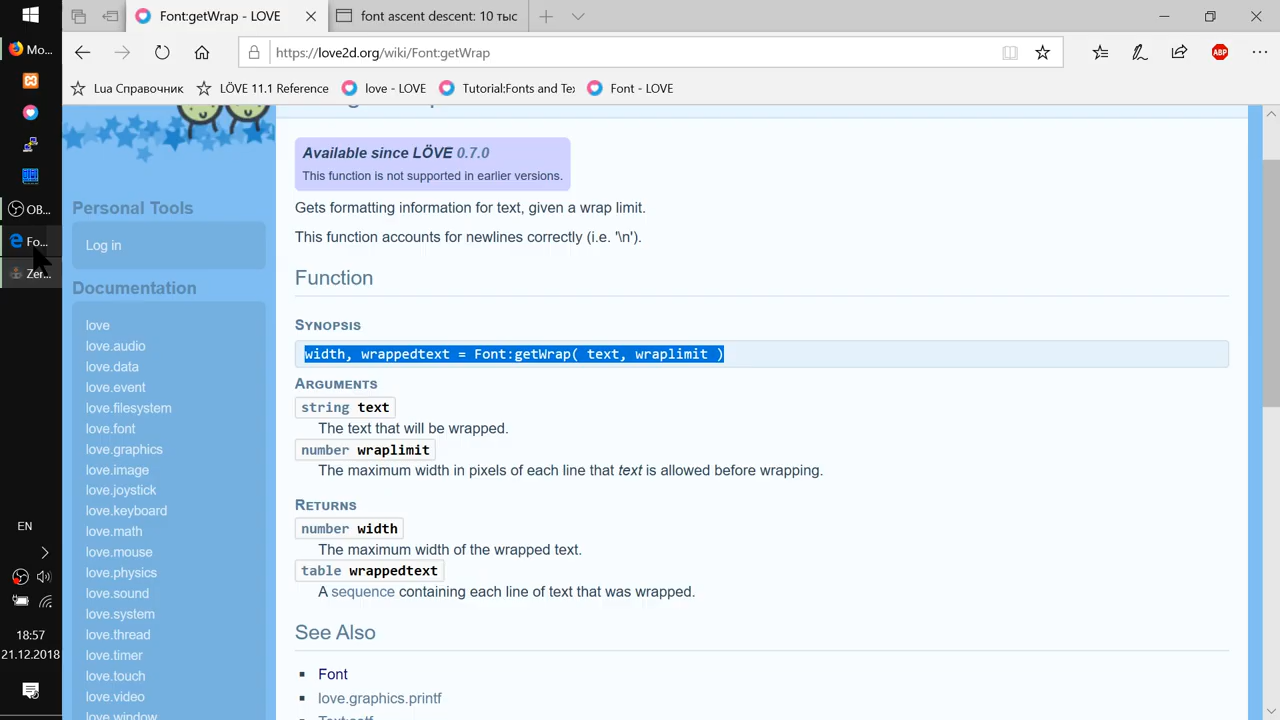 Font:getWrap - LOVE
font ascent descent: 10 тыс
https://love2d.org/wiki/Font:getWrap
Lua Справочник
LÖVE 11.1 Reference
love - LOVE
Tutorial:Fonts and Te
Font - LOVE
ABP
Mo...
OB...
Fo...
Zer...
EN
18:57
21.12.2018
Personal Tools
Log in
Documentation
love
love.audio
love.data
love.event
love.filesystem
love.font
love.graphics
love.image
love.joystick
love.keyboard
love.math
love.mouse
love.physics
love.sound
love.system
love.thread
love.timer
love.touch
love.video
love.window
Available since LÖVE 0.7.0
This function is not supported in earlier versions.
Gets formatting information for text, given a wrap limit.
This function accounts for newlines correctly (i.e. '\n').
Function
Synopsis
width, wrappedtext = Font:getWrap( text, wraplimit )
Arguments
string text
The text that will be wrapped.
number wraplimit
The maximum width in pixels of each line that text is allowed before wrapping.
Returns
number width
The maximum width of the wrapped text.
table wrappedtext
A sequence containing each line of text that was wrapped.
See Also
Font
love.graphics.printf